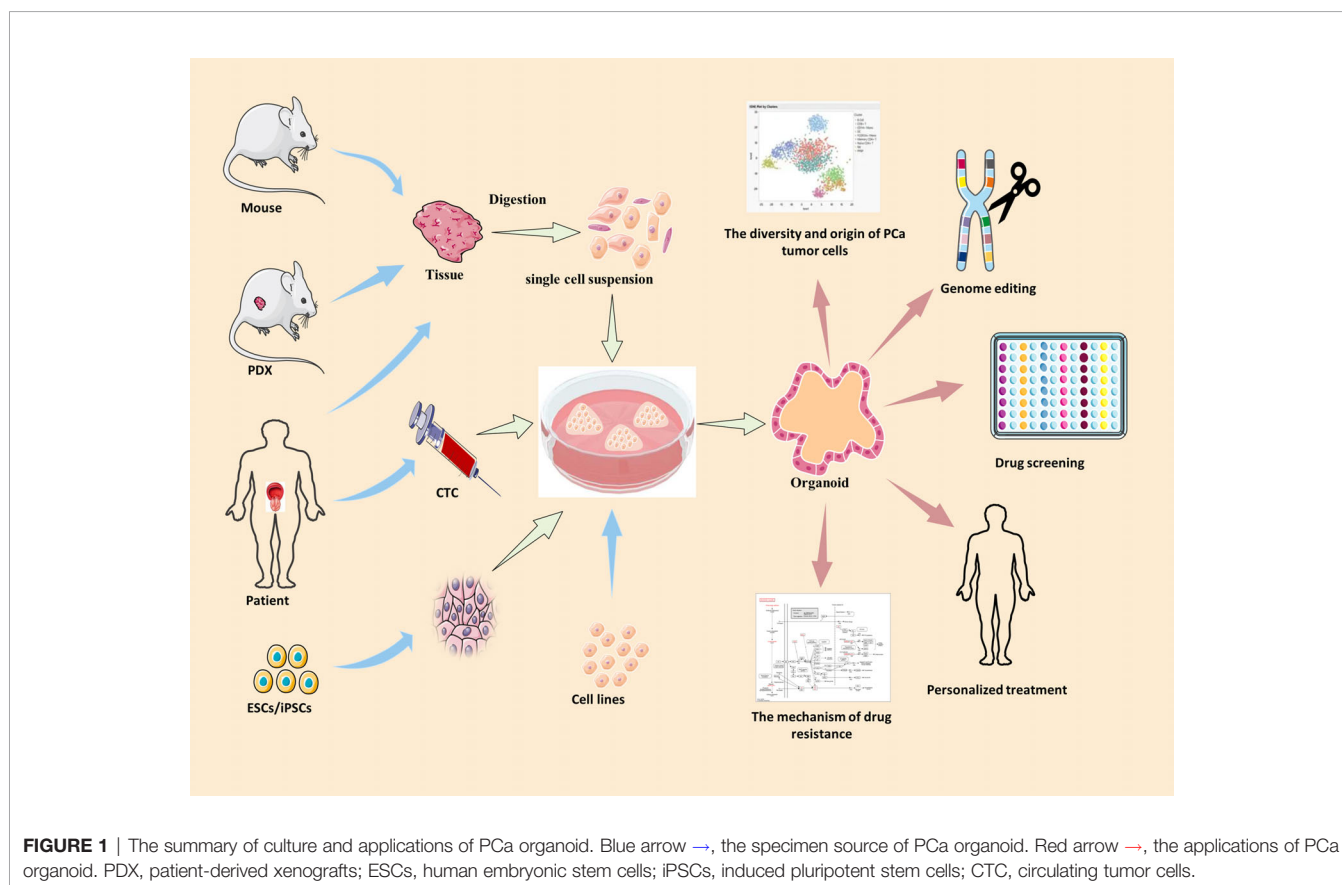 Mouse
PDX
Patient
ESCs/iPSCs
Tissue
Digestion
single cell suspension
CTC
Cell lines
Organoid
The diversity and origin of PCa
tumor cells
Genome editing
Drug screening
Personalized treatment
The mechanism of drug
resistance
FIGURE 1 | The summary of culture and applications of PCa organoid. Blue arrow →, the specimen source of PCa organoid. Red arrow →, the applications of PCa
organoid. PDX, patient-derived xenografts; ESCs, human embryonic stem cells; iPSCs, induced pluripotent stem cells; CTC, circulating tumor cells.